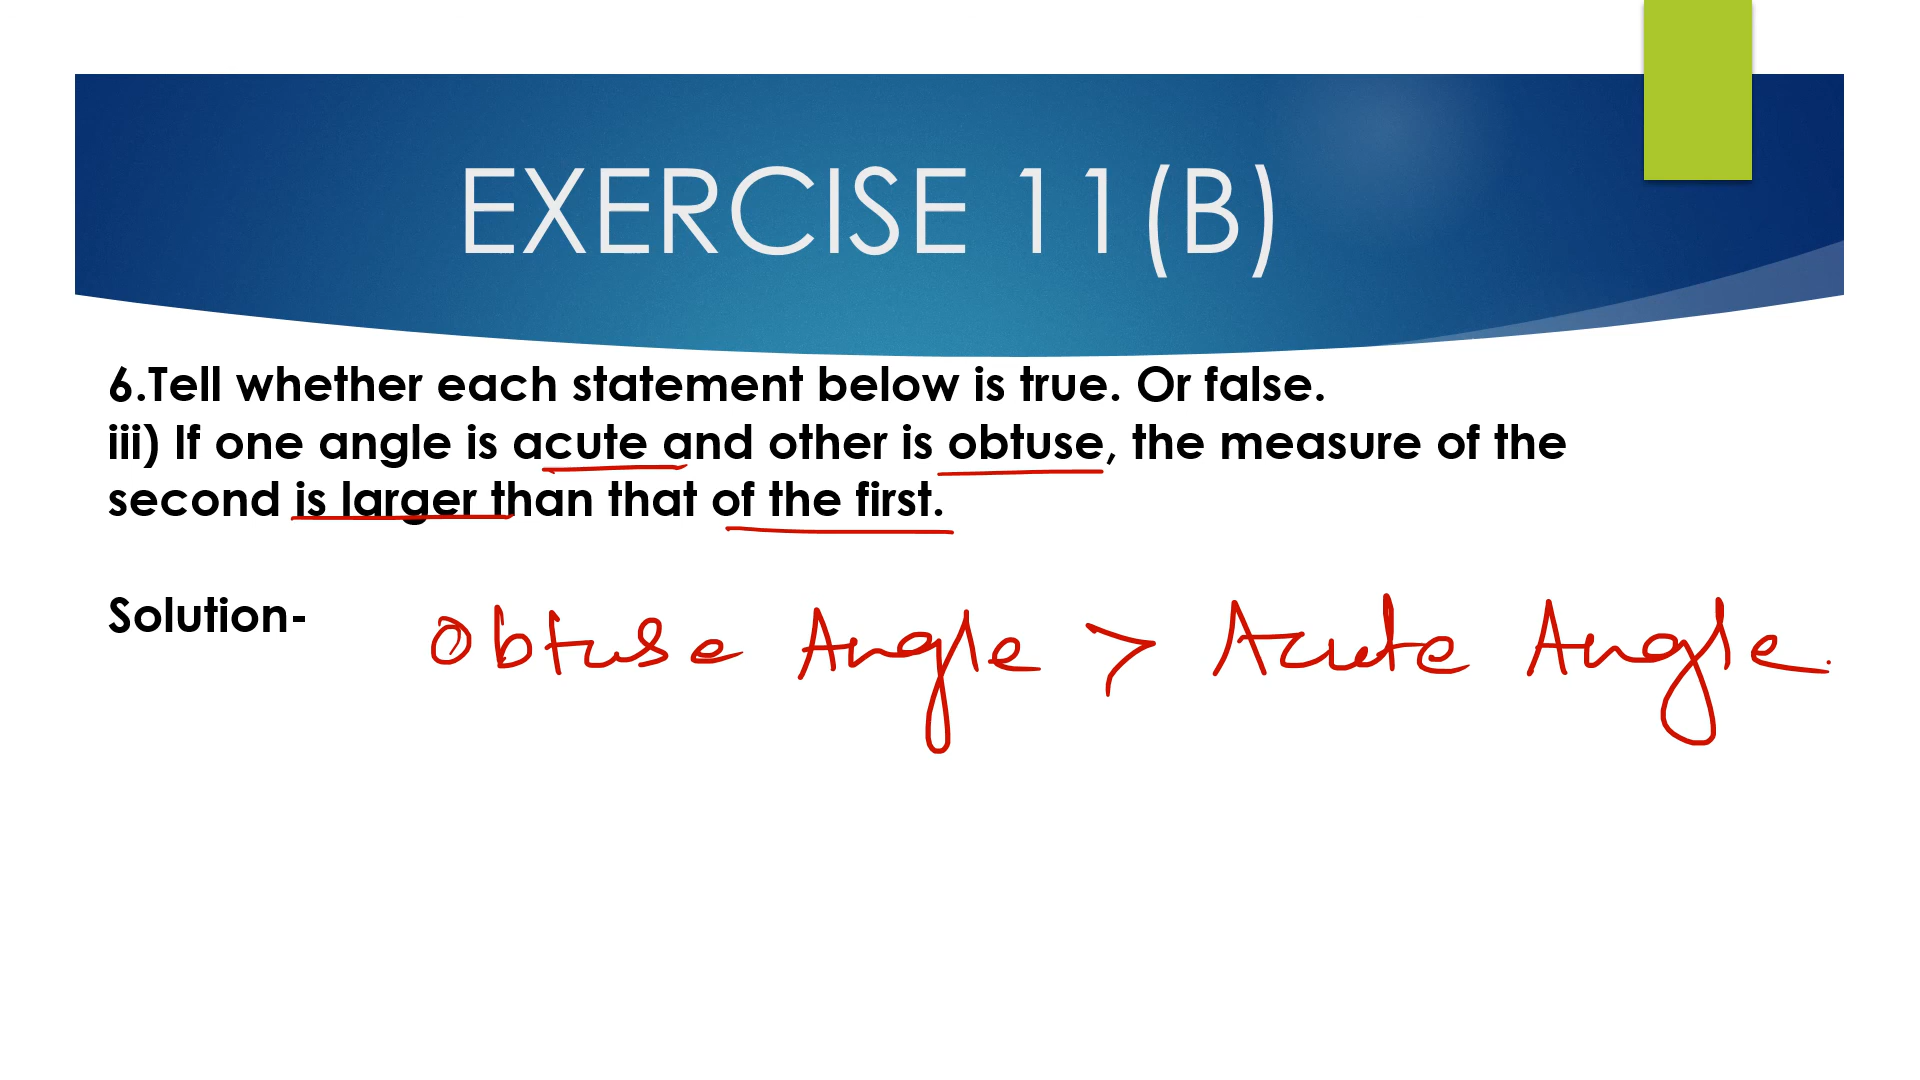 EXERCISE 11(B)
6.Tell whether each statement below is true. Or false.
iii) If one angle is acute and other is obtuse, the measure of the
second is larger than that of the first.
Solution-
Obtuse Angle > Acute Angle.